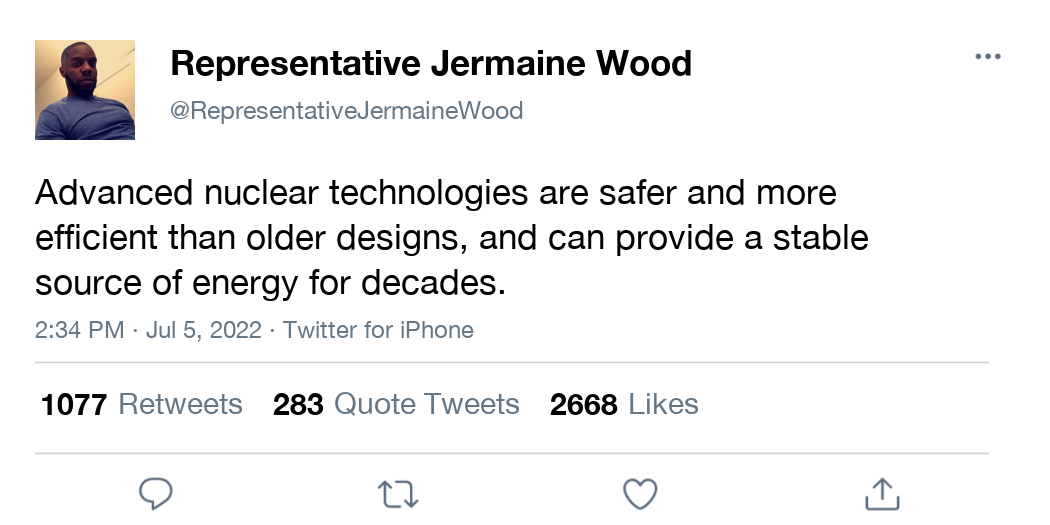 Representative Jermaine Wood
@RepresentativeJermaineWood
Advanced nuclear technologies are safer and more
efficient than older designs, and can provide a stable
source of energy for decades.
2:34 PM · Jul 5, 2022 · Twitter for iPhone
1077 Retweets 283 Quote Tweets 2668 Likes